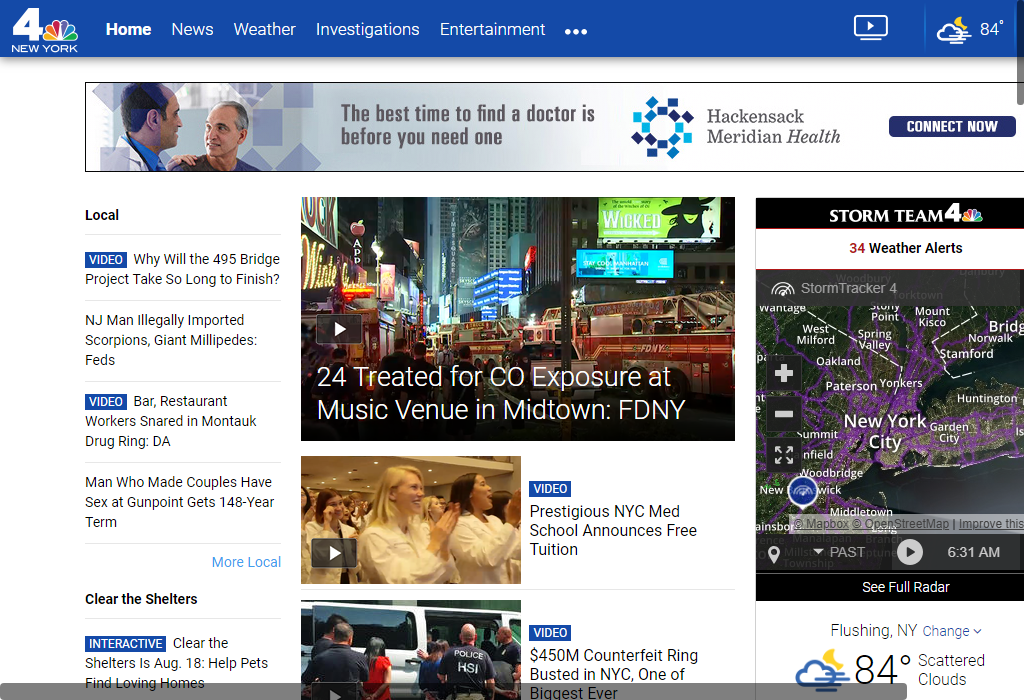 4
NEW YORK
Home News Weather Investigations Entertainment •••
84°
The best time to find a doctor is
before you need one
Hackensack
Meridian Health
CONNECT NOW
Local
VIDEO Why Will the 495 Bridge
Project Take So Long to Finish?
NJ Man Illegally Imported
Scorpions, Giant Millipedes:
Feds
VIDEO Bar, Restaurant
Workers Snared in Montauk
Drug Ring: DA
Man Who Made Couples Have
Sex at Gunpoint Gets 148-Year
Term
More Local
Clear the Shelters
INTERACTIVE Clear the
Shelters Is Aug. 18: Help Pets
Find Loving Homes
WICKED
STAY COOL MANHATTAN
FDNY
24 Treated for CO Exposure at
Music Venue in Midtown: FDNY
VIDEO
Prestigious NYC Med
School Announces Free
Tuition
POLICE
HSI
VIDEO
$450M Counterfeit Ring
Busted in NYC, One of
Biggest Ever
STORM TEAM 4
34 Weather Alerts
StormTracker 4
Danbury
Woodbury
Yorktown
Wantage
Stony
Point
Mount
Kisco
West
Milford
Spring
Valley
Bridg
Norwalk
Stamford
Oakland
Paterson
Yonkers
Huntington
New York
City
Garden
City
Summit
nfield
Woodbridge
New
wick
Middletown
ainsbo
© Mapbox © OpenStreetMap | Improve this
Manalapan
Branch
Township
PAST
6:31 AM
See Full Radar
Flushing, NY Change
84° Scattered
Clouds